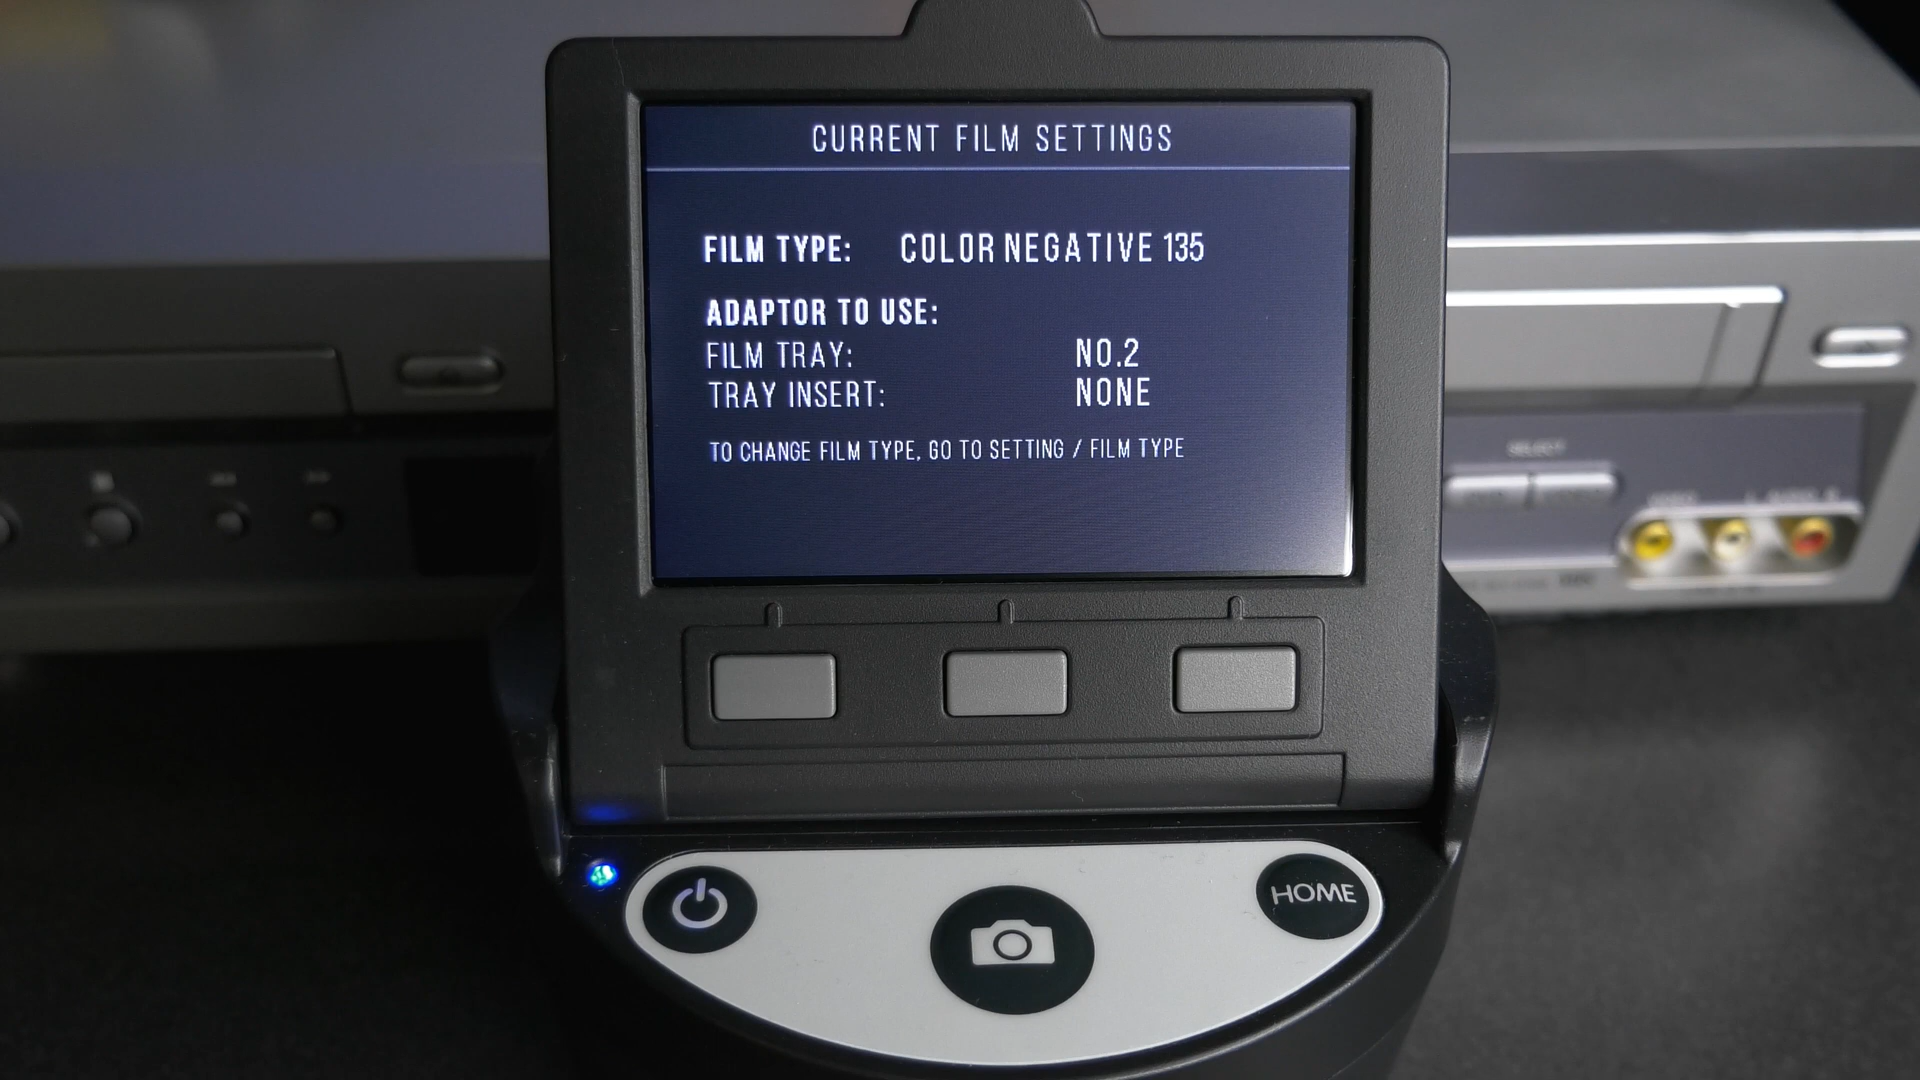 CURRENT FILM SETTINGS
FILM TYPE: COLOR NEGATIVE 135
ADAPTOR TO USE:
FILM TRAY: NO.2
TRAY INSERT: NONE
TO CHANGE FILM TYPE, GO TO SETTING / FILM TYPE
SELECT
HOME